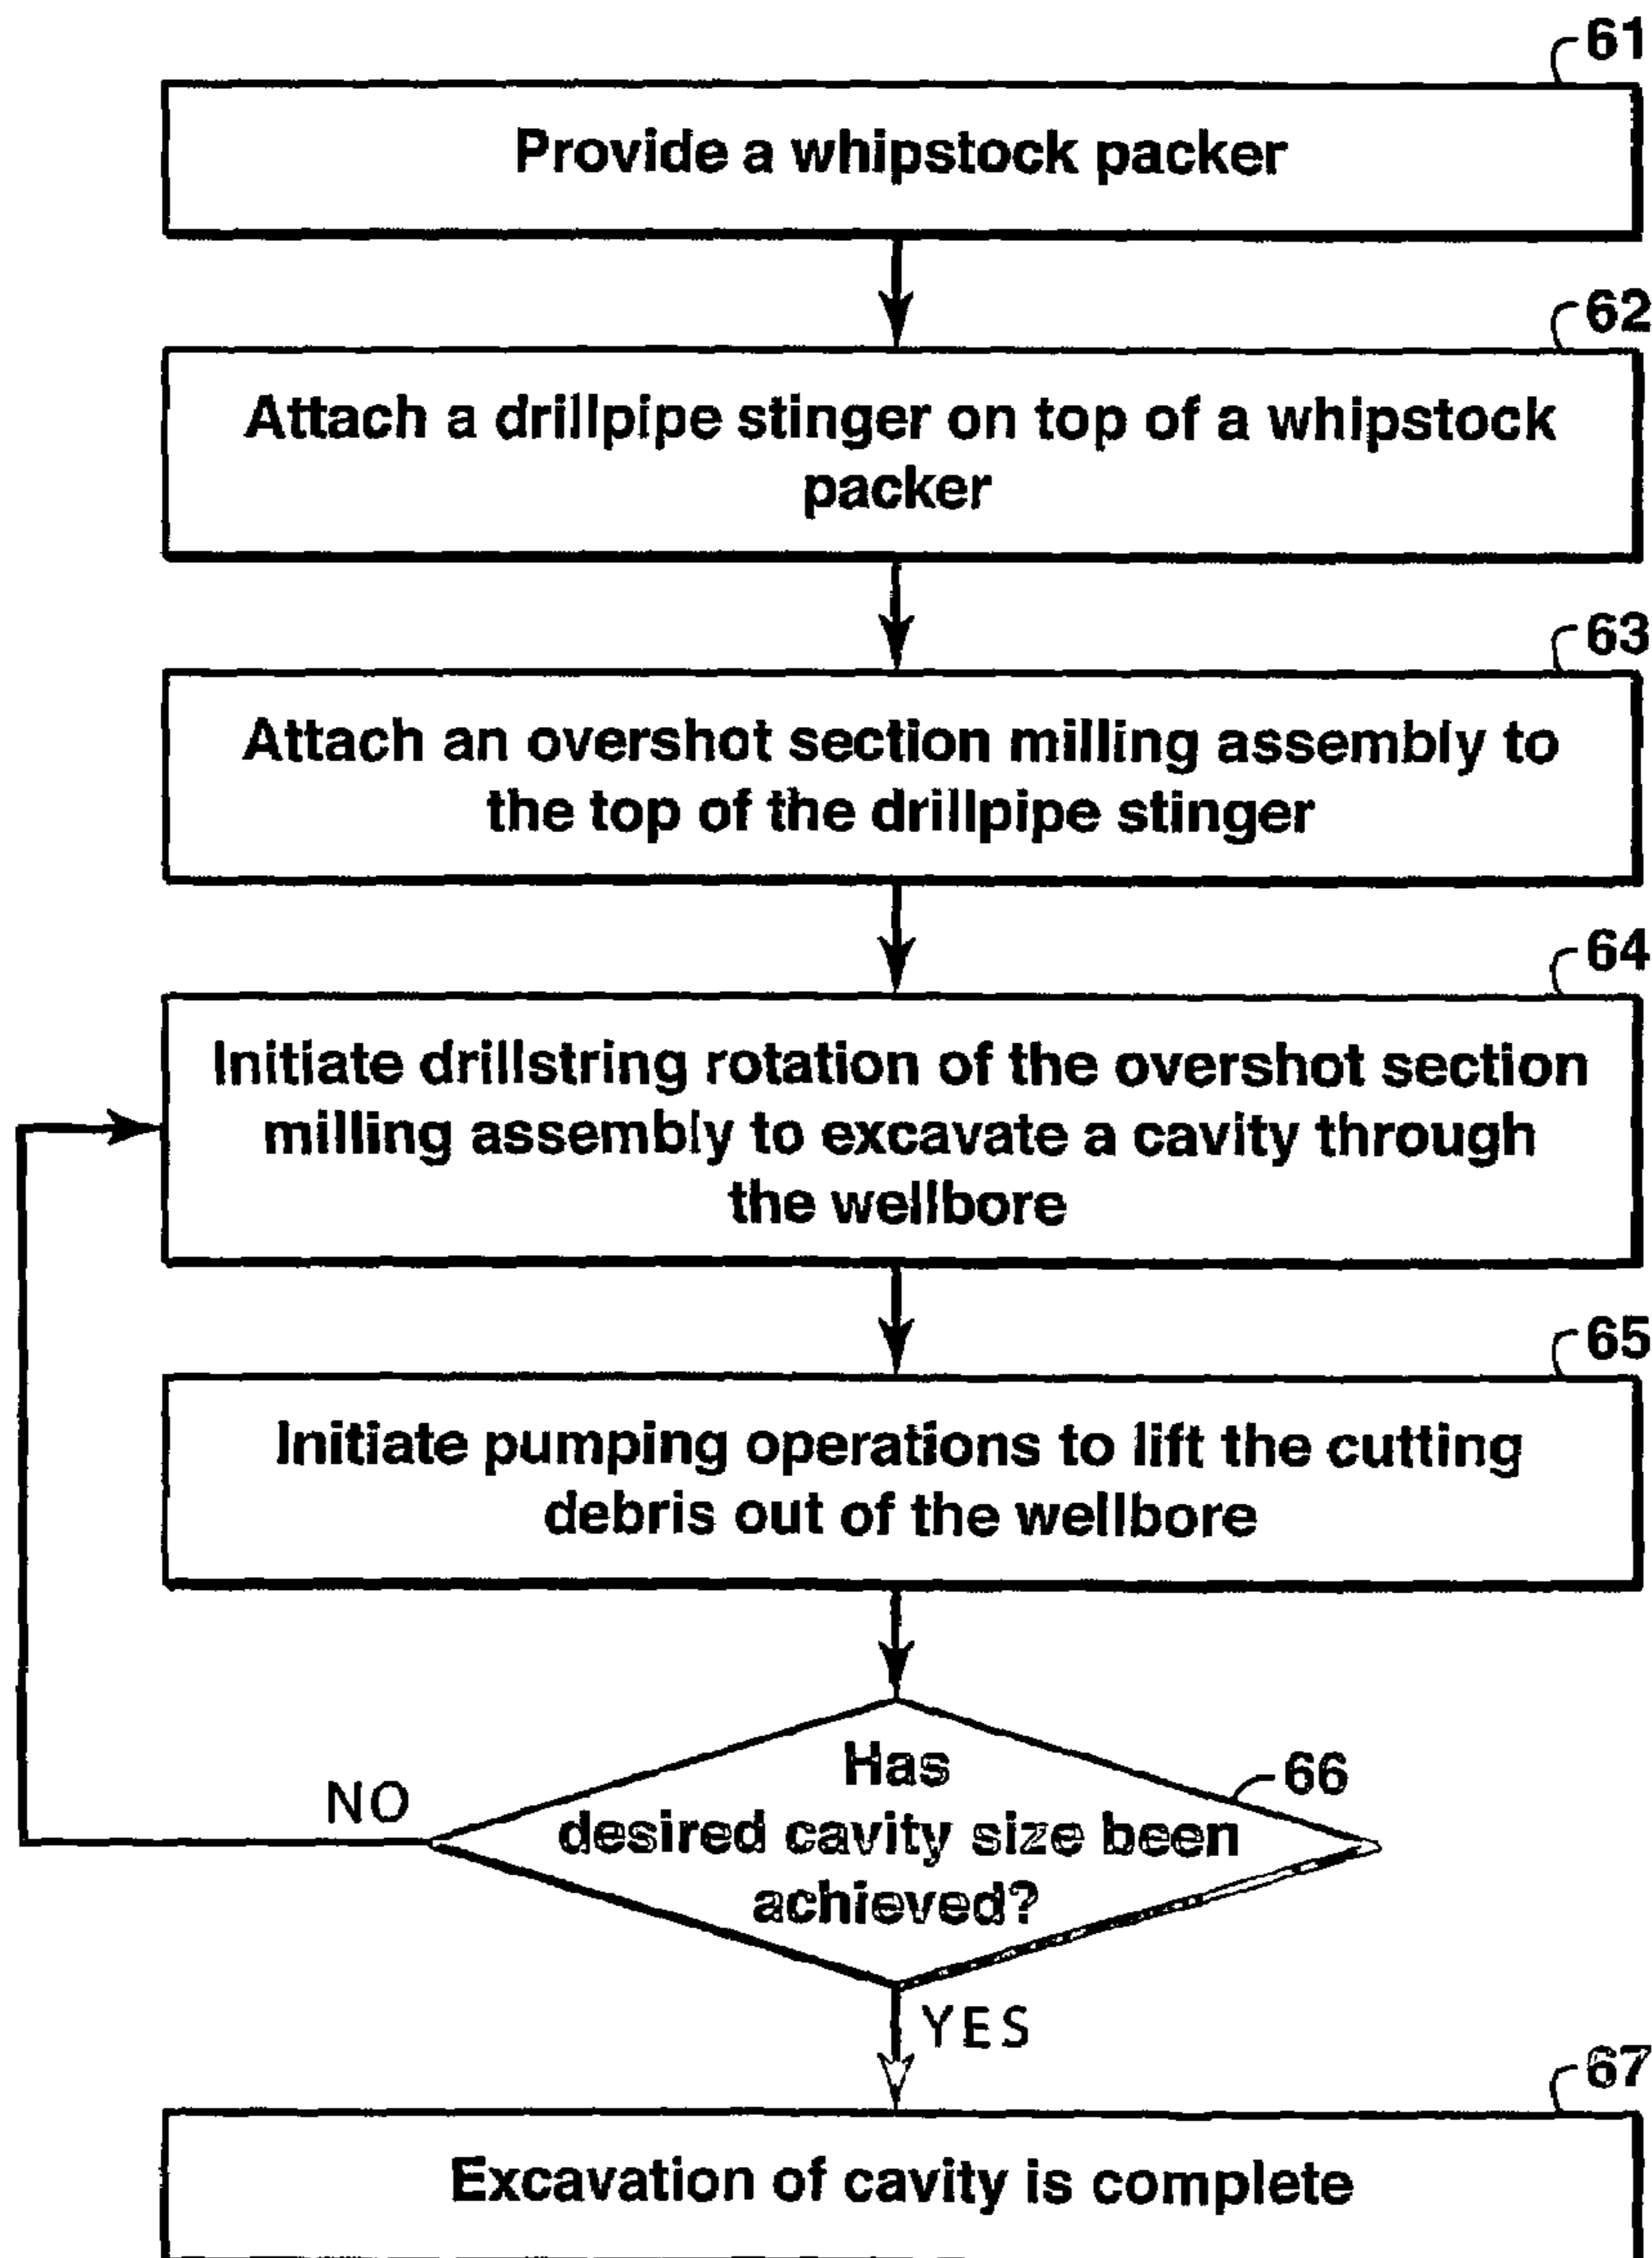 61
Provide a whipstock packer
62
Attach a drillpipe stinger on top of a whipstock
packer
63
Attach an overshot section milling assembly to
the top of the drillpipe stinger
64
Initiate drillstring rotation of the overshot section
milling assembly to excavate a cavity through
the wellbore
65
Initiate pumping operations to lift the cutting
debris out of the wellbore
66
Has
desired cavity size been
achieved?
NO
YES
67
Excavation of cavity is complete